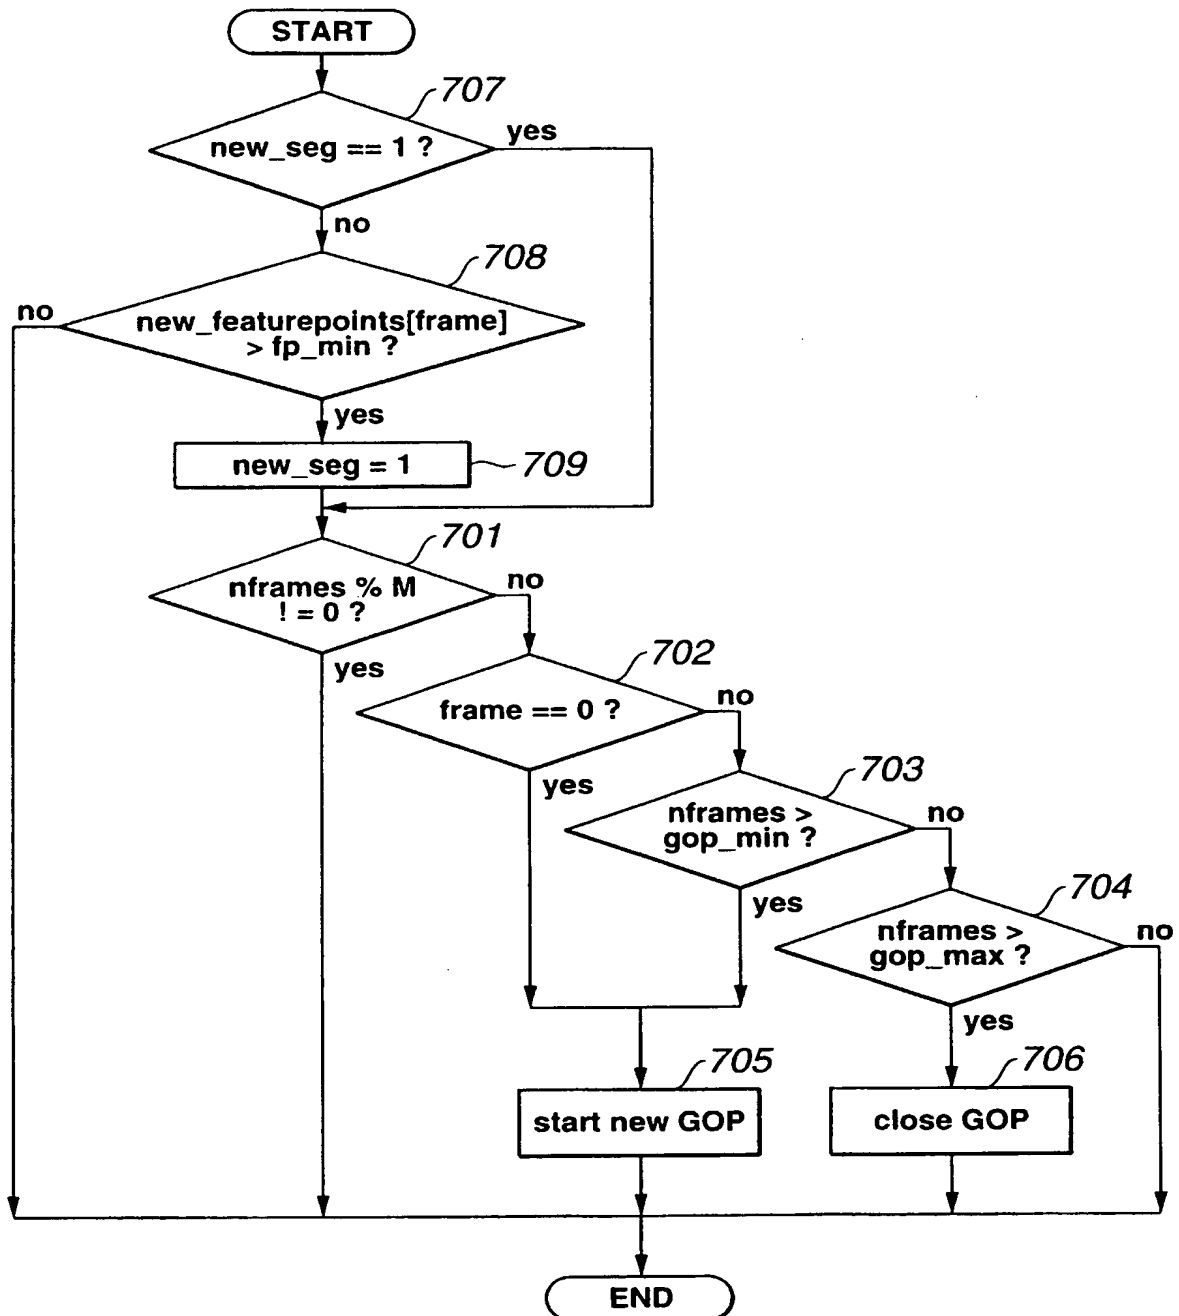 START
707
new_seg == 1 ?
yes
no
708
no
new_featurepoints[frame]
> fp_min ?
yes
new_seg = 1
709
701
nframes % M
! = 0 ?
no
yes
702
frame == 0 ?
no
yes
703
nframes >
gop_min ?
no
yes
704
nframes >
gop_max ?
no
yes
705
start new GOP
706
close GOP
END